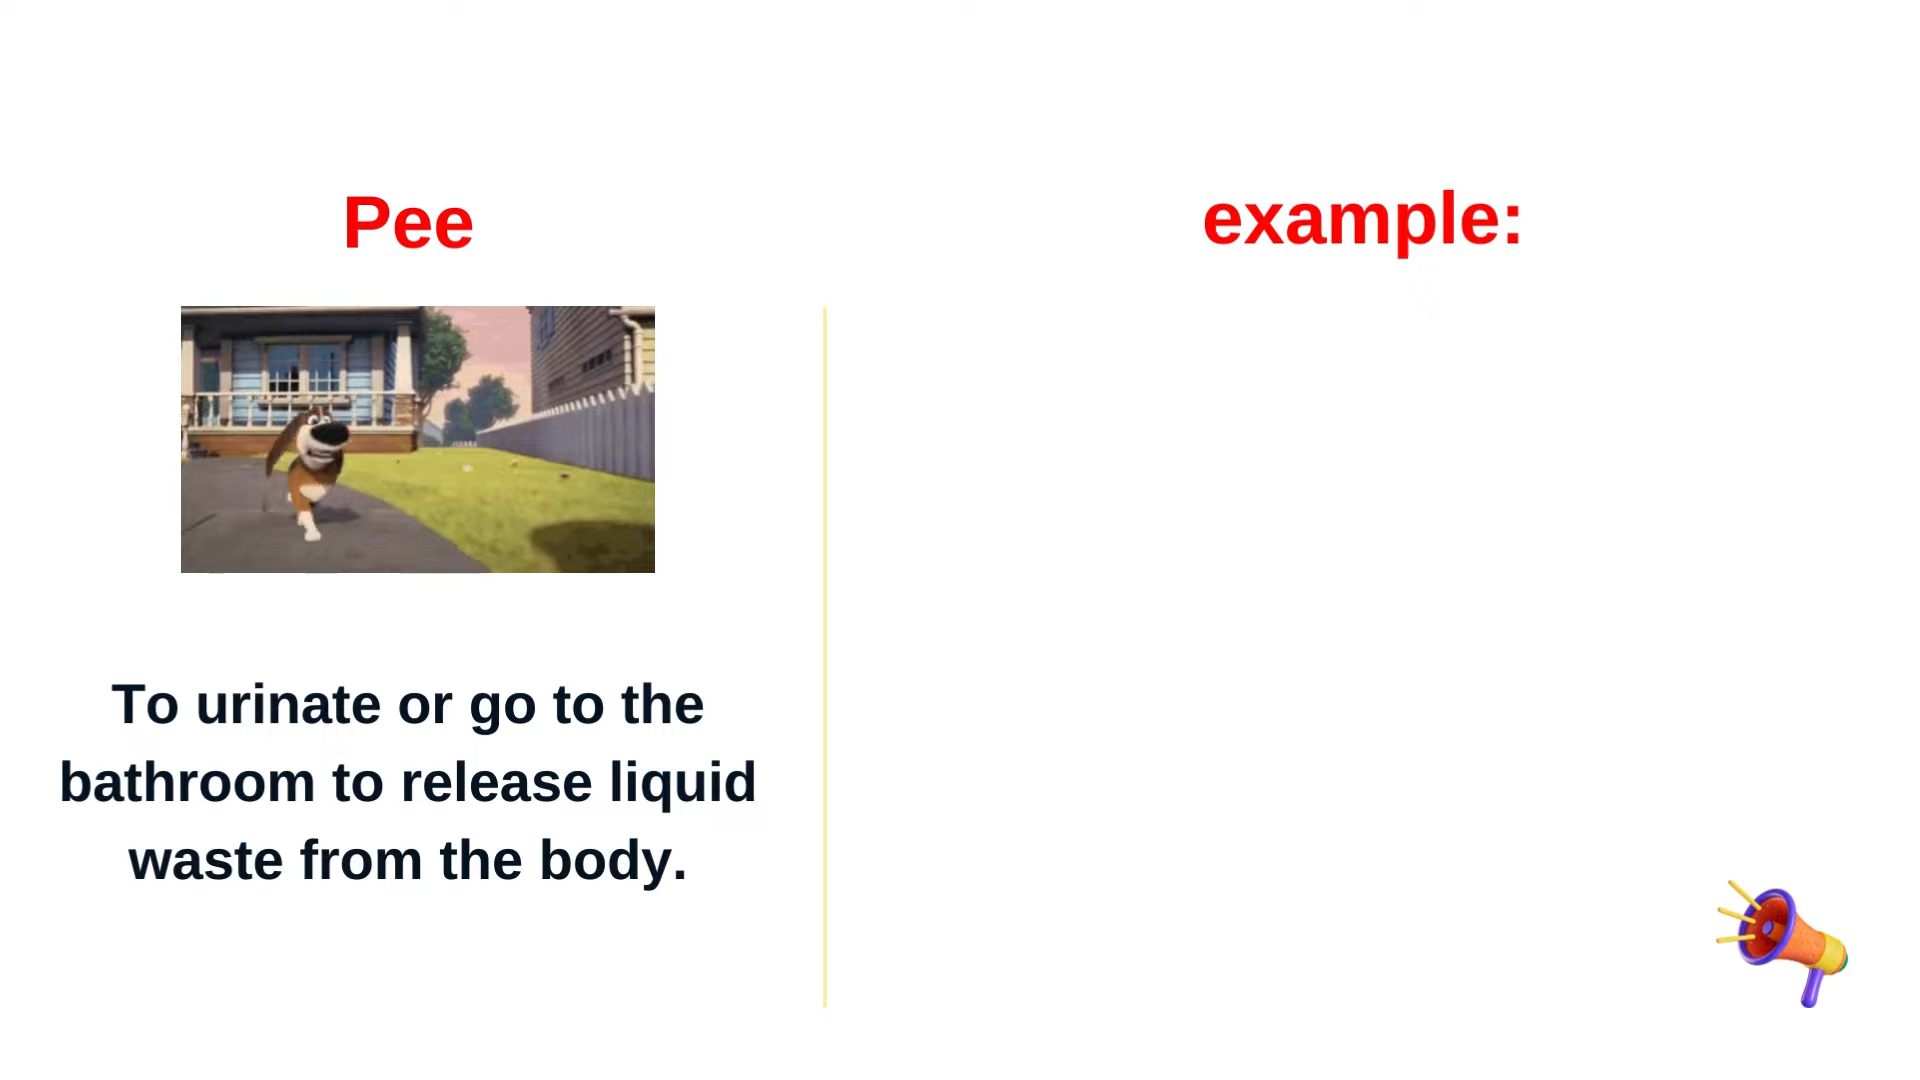 Pee
example:
To urinate or go to the
bathroom to release liquid
waste from the body.